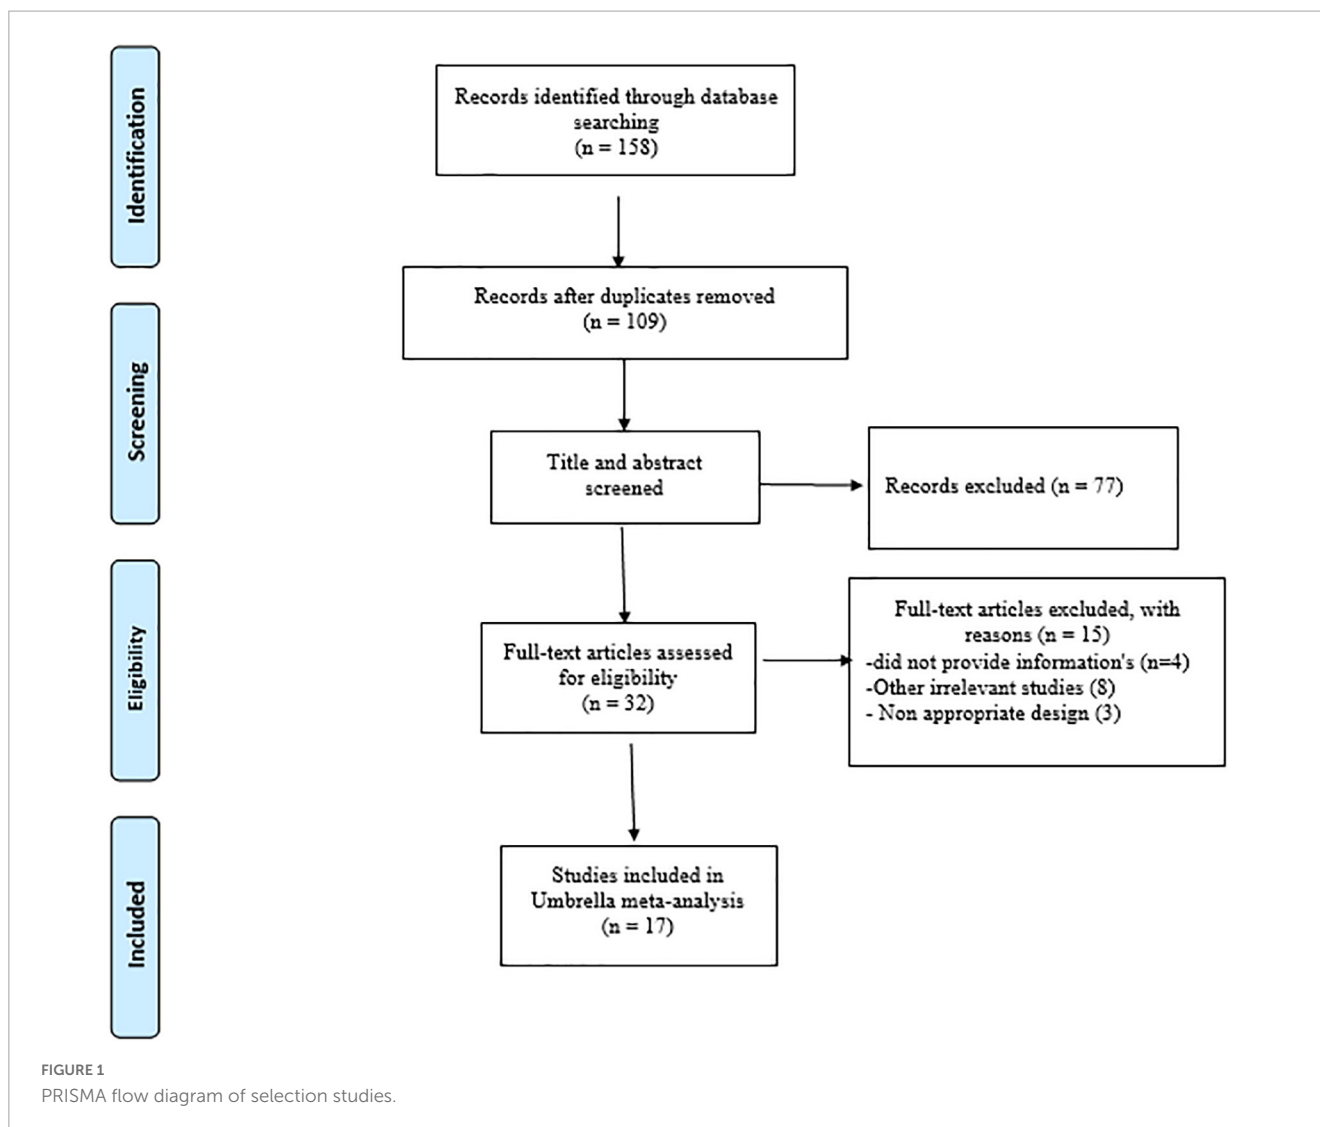 Identification
Records identified through database
searching
(n = 158)
Records after duplicates removed
(n = 109)
Screening
Title and abstract
screened
Records excluded (n = 77)
Eligibility
Full-text articles assessed
for eligibility
(n = 32)
Full-text articles excluded, with
reasons (n = 15)
-did not provide information's (n=4)
-Other irrelevant studies (8)
- Non appropriate design (3)
Included
Studies included in
Umbrella meta-analysis
(n = 17)
FIGURE 1
PRISMA flow diagram of selection studies.